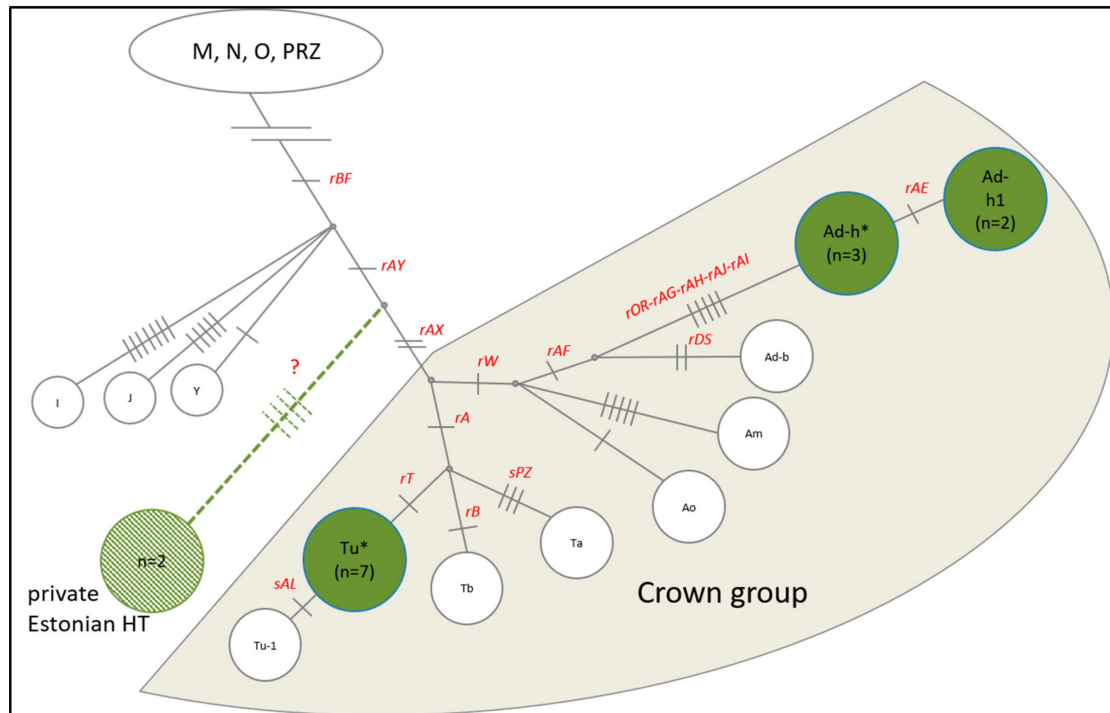 M, N, O, PRZ
rBF
rAY
rAX
I
J
Y
?
n=2
private
Estonian HT
rW
rAF
rOR-rAG-rAH-rAJ-rAI
rAE
Ad-h*
(n=3)
Ad-
h1
(n=2)
rDS
Ad-b
Am
Ao
rA
rT
rB
sPZ
Ta
Tb
Tu*
(n=7)
sAL
Tu-1
Crown group